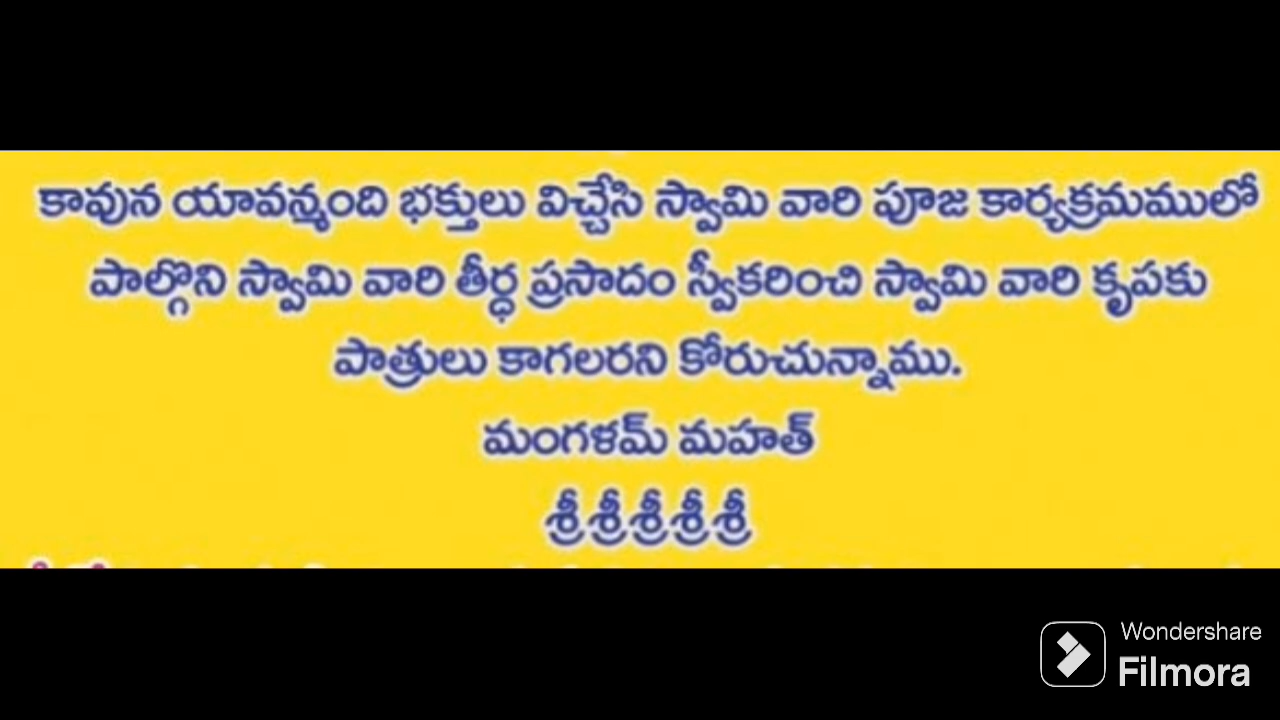 కావున యావన్మంది భక్తులు విచ్చేసి స్వామి వారి పూజ కార్యక్రమములో
పాల్గొని స్వామి వారి తీర్ధ ప్రసాదం స్వీకరించి స్వామి వారి కృపకు
పాత్రులు కాగలరని కోరుచున్నాము.
మంగళమ్ మహత్
శ్రీశ్రీశ్రీశ్రీశ్రీ
Wondershare
Filmora